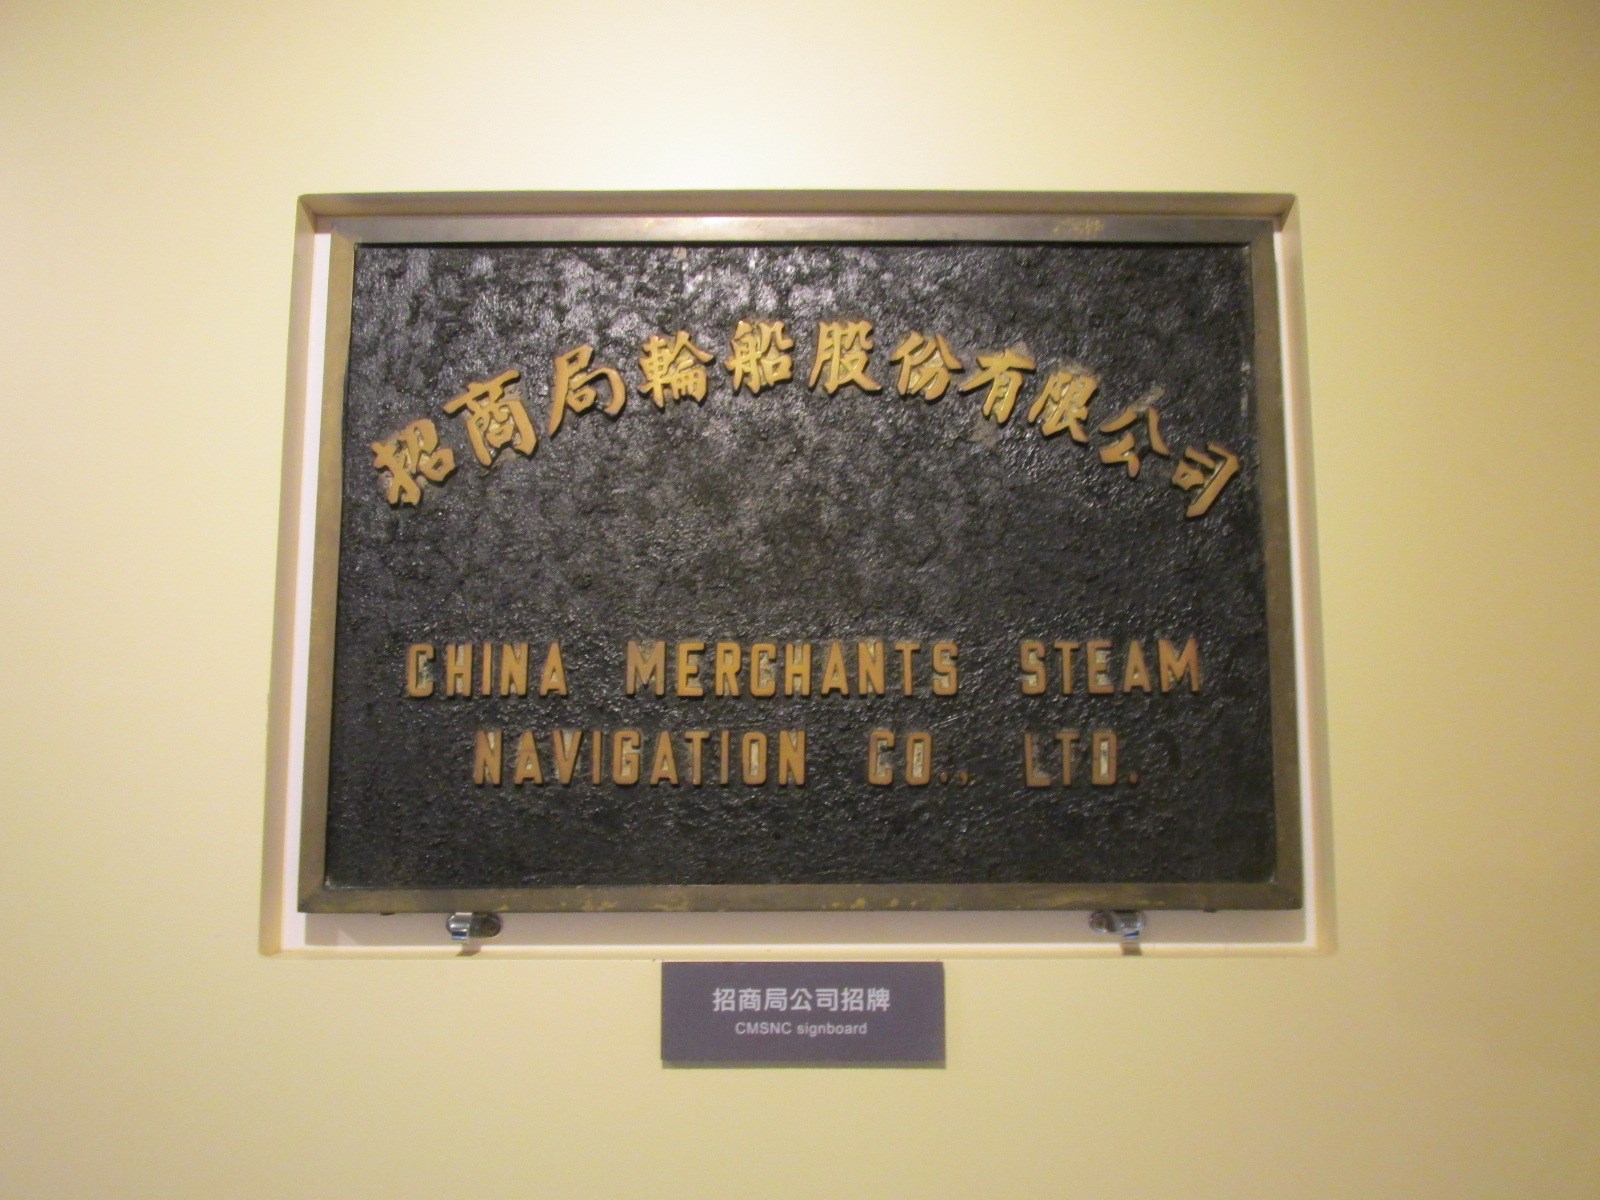 招商局輪船股份有限公司
CHINA MERCHANTS STEAM
NAVIGATION CO., LTD.
招商局公司招牌
CMSNC signboard